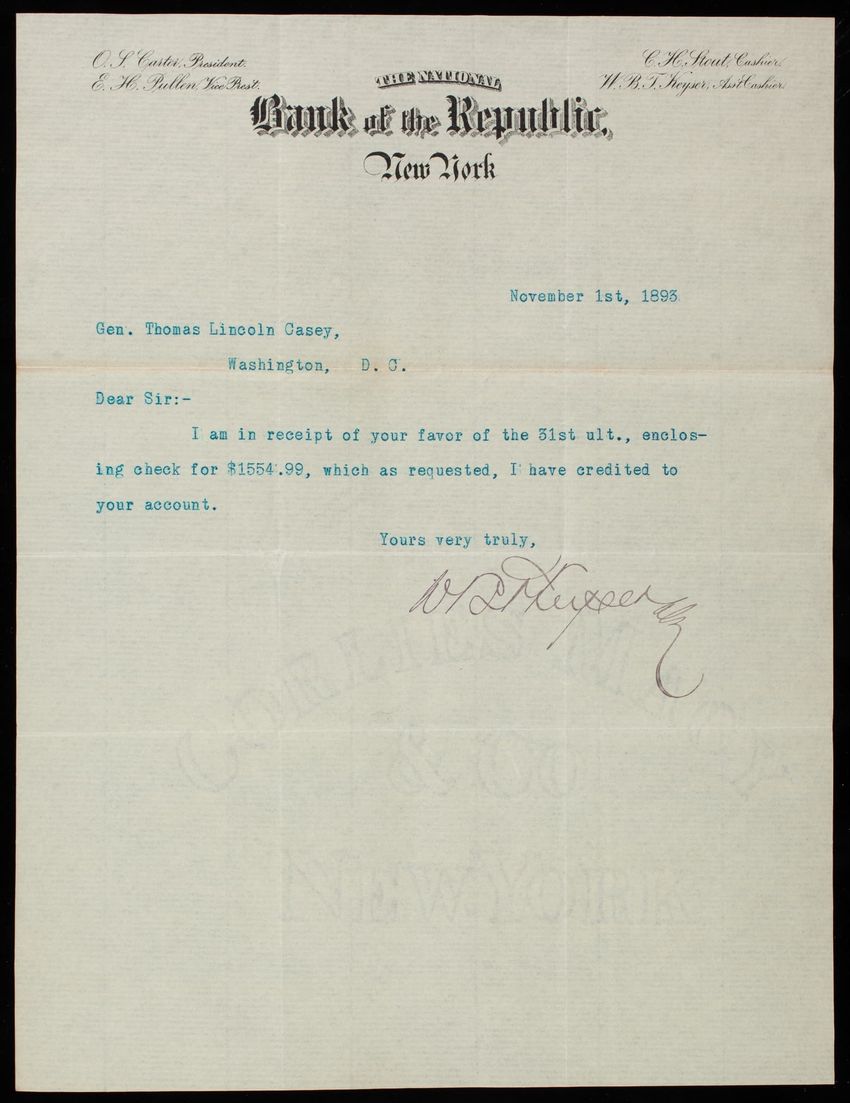 O. S. Carter, President.
E. H. Pullen, Vice Prest.
C. H. Stout, Cashier.
W. B. T. Keyser, Ass't Cashier.
THE NATIONAL
Bank of the Republic,
New York
November 1st, 1893
Gen. Thomas Lincoln Casey,
Washington, D. C.
Dear Sir:-
I am in receipt of your favor of the 31st ult., enclos-
ing check for $1554.99, which as requested, I have credited to
your account.
Yours very truly,
W B T Keyser